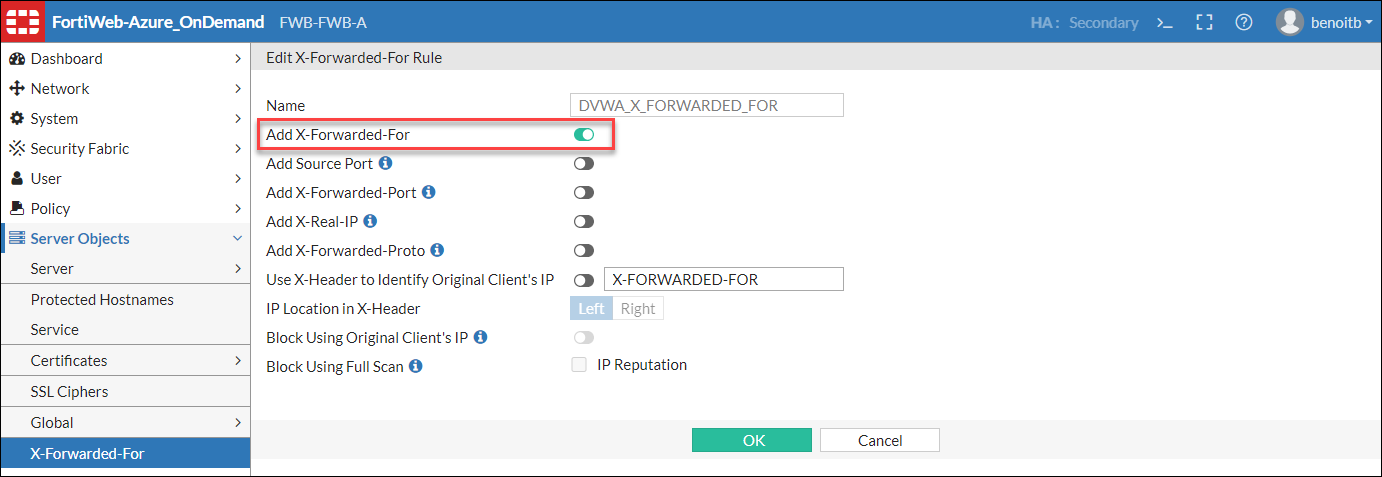 FortiWeb-Azure_OnDemand FWB-FWB-A HA: Secondary benoitb
Dashboard
Network
System
Security Fabric
User
Policy
Server Objects
Server
Protected Hostnames
Service
Certificates
SSL Ciphers
Global
X-Forwarded-For
Edit X-Forwarded-For Rule
Name DVWA_X_FORWARDED_FOR
Add X-Forwarded-For
Add Source Port
Add X-Forwarded-Port
Add X-Real-IP
Add X-Forwarded-Proto
Use X-Header to Identify Original Client's IP X-FORWARDED-FOR
IP Location in X-Header Left Right
Block Using Original Client's IP
Block Using Full Scan IP Reputation
OK Cancel